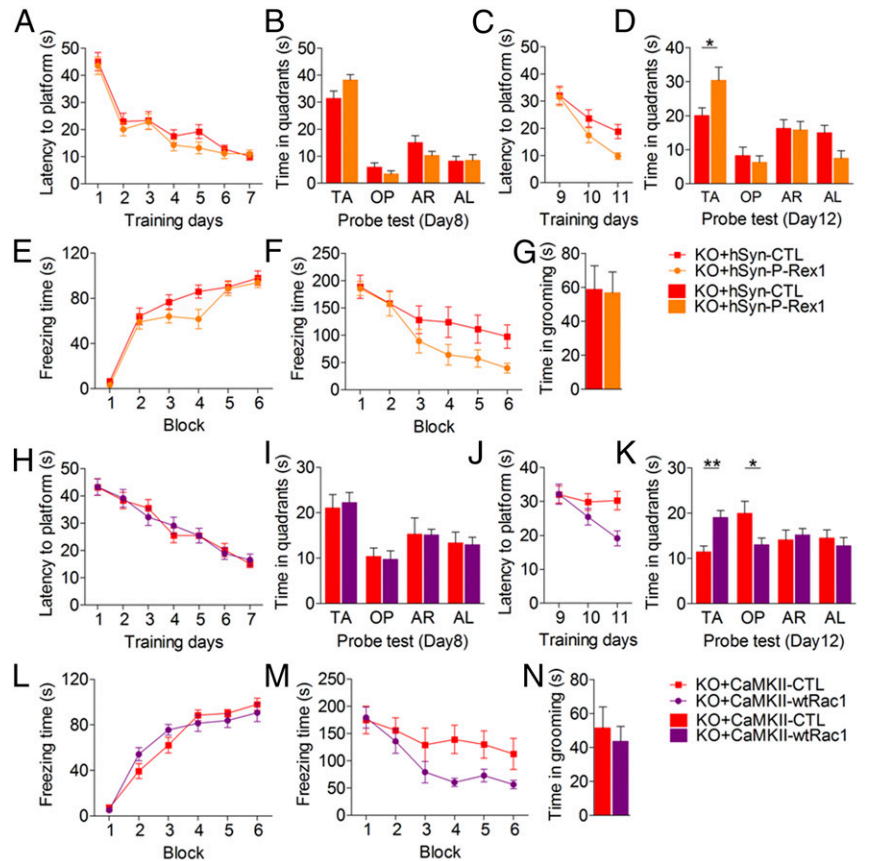 A
Latency to platform (s)
50
40
30
20
10
0
1 2 3 4 5 6 7
Training days
B
Time in quadrants (s)
50
40
30
20
10
0
TA OP AR AL
Probe test (Day8)
C
Latency to platform (s)
50
40
30
20
10
0
9 10 11
Training days
D
Time in quadrants (s)
50
40
30
20
10
0
*
TA OP AR AL
Probe test (Day12)
E
Freezing time (s)
120
80
40
0
1 2 3 4 5 6
Block
F
Freezing time (s)
250
200
150
100
50
0
1 2 3 4 5 6
Block
G
Time in grooming (s)
80
60
40
20
0
KO+hSyn-CTL
KO+hSyn-P-Rex1
KO+hSyn-CTL
KO+hSyn-P-Rex1
H
Latency to platform (s)
50
40
30
20
10
0
1 2 3 4 5 6 7
Training days
I
Time in quadrants (s)
30
20
10
0
TA OP AR AL
Probe test (Day8)
J
Latency to platform (s)
50
40
30
20
10
0
9 10 11
Training days
K
Time in quadrants (s)
30
20
10
0
** *
TA OP AR AL
Probe test (Day12)
L
Freezing time (s)
120
80
40
0
1 2 3 4 5 6
Block
M
Freezing time (s)
250
200
150
100
50
0
1 2 3 4 5 6
Block
N
Time in grooming (s)
80
60
40
20
0
KO+CaMKII-CTL
KO+CaMKII-wtRac1
KO+CaMKII-CTL
KO+CaMKII-wtRac1